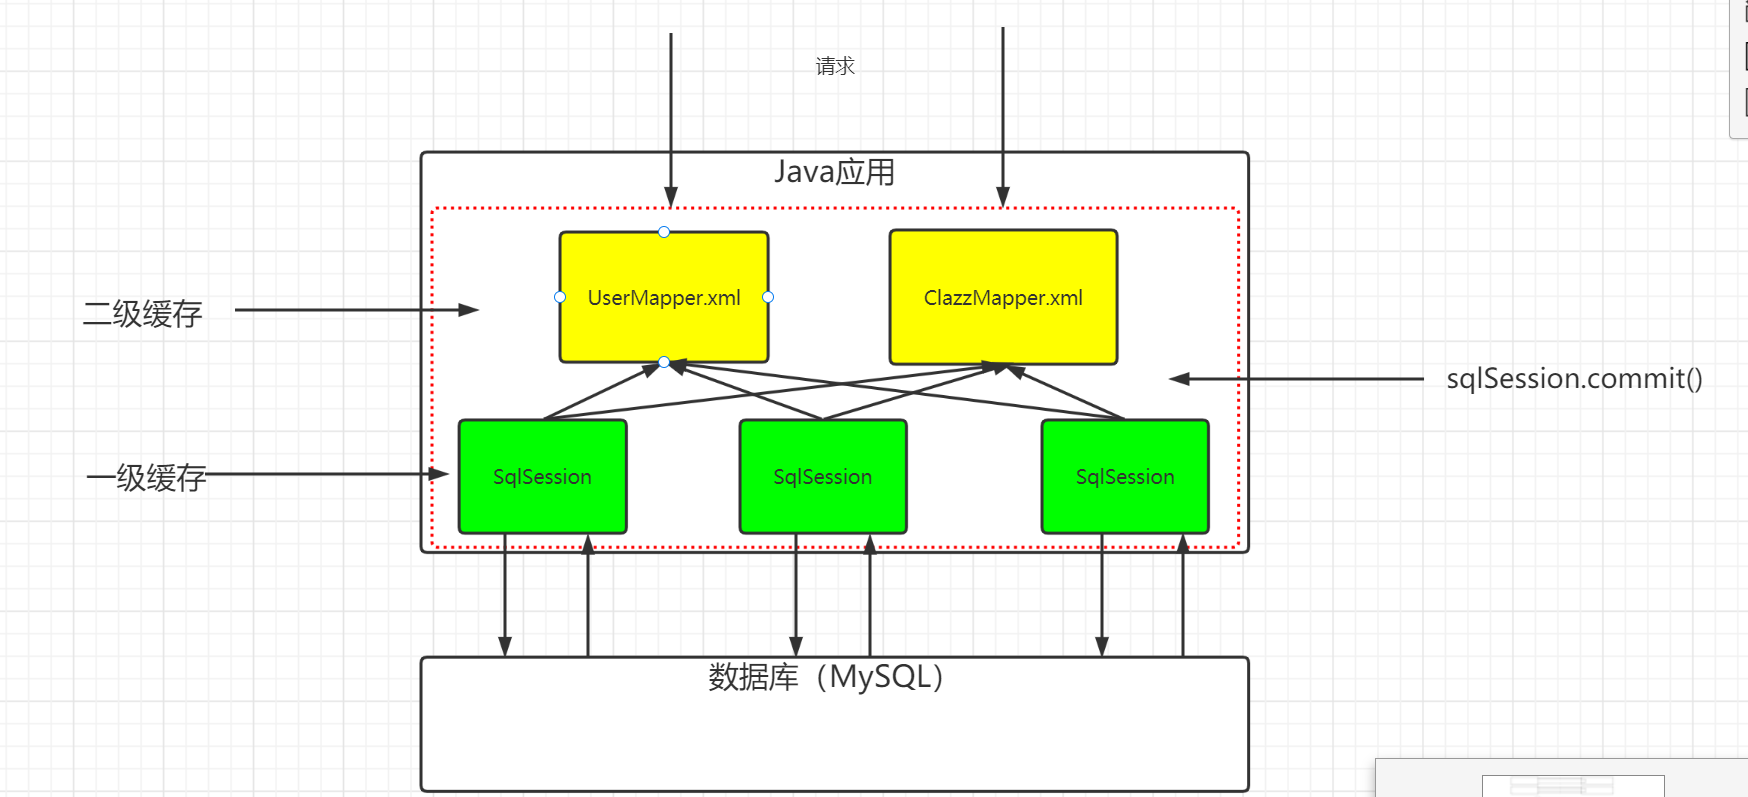 请求
Java应用
UserMapper.xml
ClazzMapper.xml
二级缓存
sqlSession.commit()
一级缓存
SqlSession
SqlSession
SqlSession
数据库（MySQL）